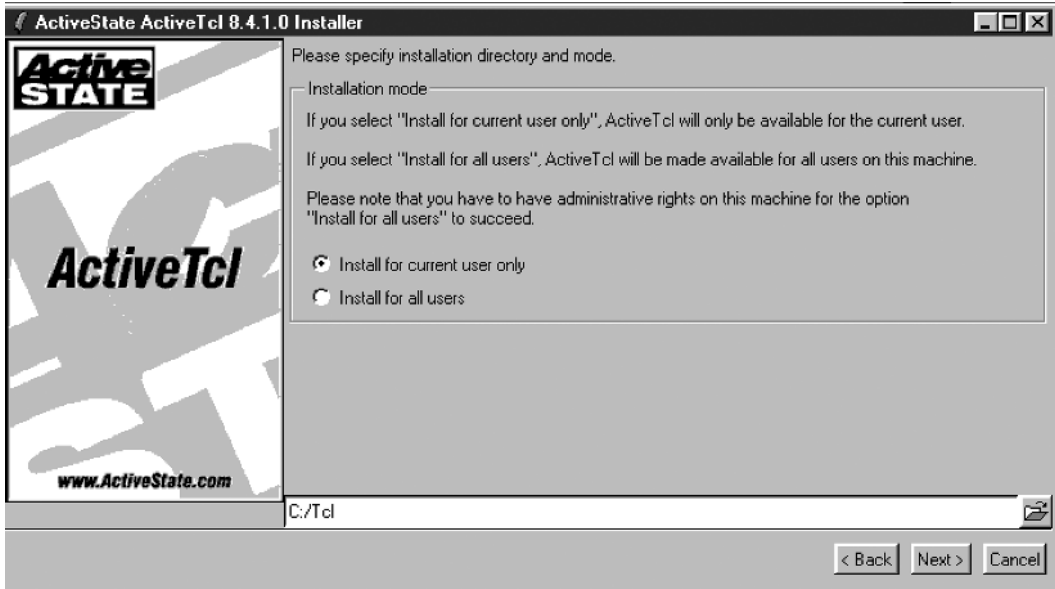 ActiveState ActiveTcl 8.4.1.0 Installer
Active
STATE
ActiveTcl
www.ActiveState.com
Please specify installation directory and mode.
Installation mode
If you select "Install for current user only", ActiveTcl will only be available for the current user.
If you select "Install for all users", ActiveTcl will be made available for all users on this machine.
Please note that you have to have administrative rights on this machine for the option
"Install for all users" to succeed.
Install for current user only
Install for all users
C:/Tcl
< Back
Next >
Cancel